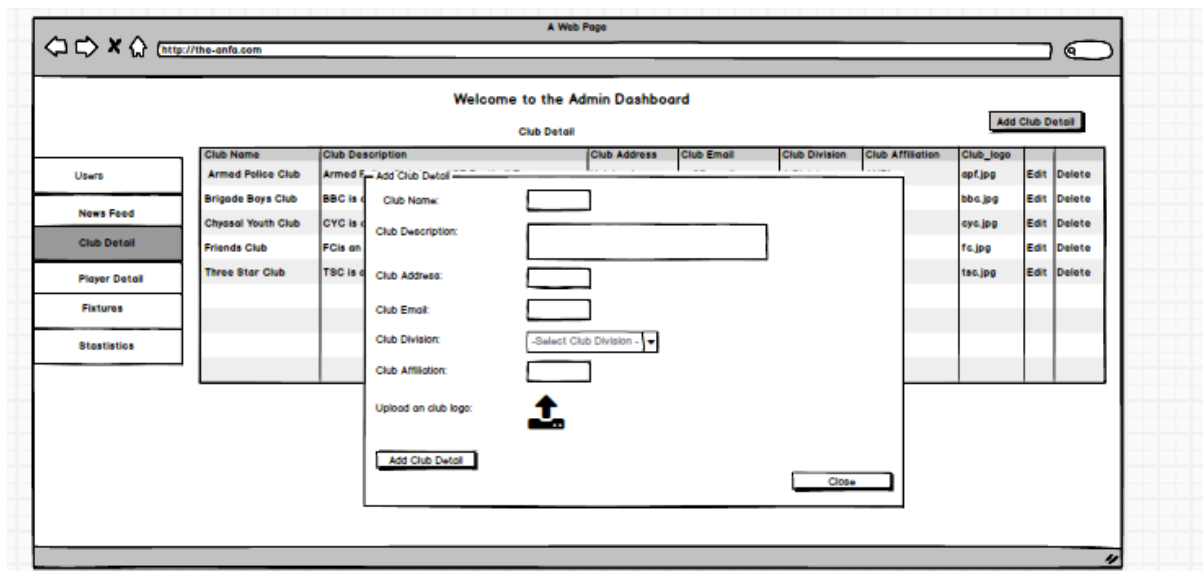 A Web Page
http://the-anfa.com
Welcome to the Admin Dashboard
Add Club Detail
Club Detail
Club Name Club Description Club Address Club Email Club Division Club Affiliation Club_logo
Users
News Feed
Club Detail
Player Detail
Fixtures
Stastistics
Armed Police Club Armed apf.jpg Edit Delete
Brigade Boys Club BBC is bbc.jpg Edit Delete
Chyasal Youth Club CYC is cyc.jpg Edit Delete
Friends Club FCis an fc.jpg Edit Delete
Three Star Club TSC is tsc.jpg Edit Delete
Add Club Detail
Club Name:
Club Description:
Club Address:
Club Email:
Club Division: -Select Club Division -
Club Affiliation:
Upload an club logo:
Add Club Detail
Close